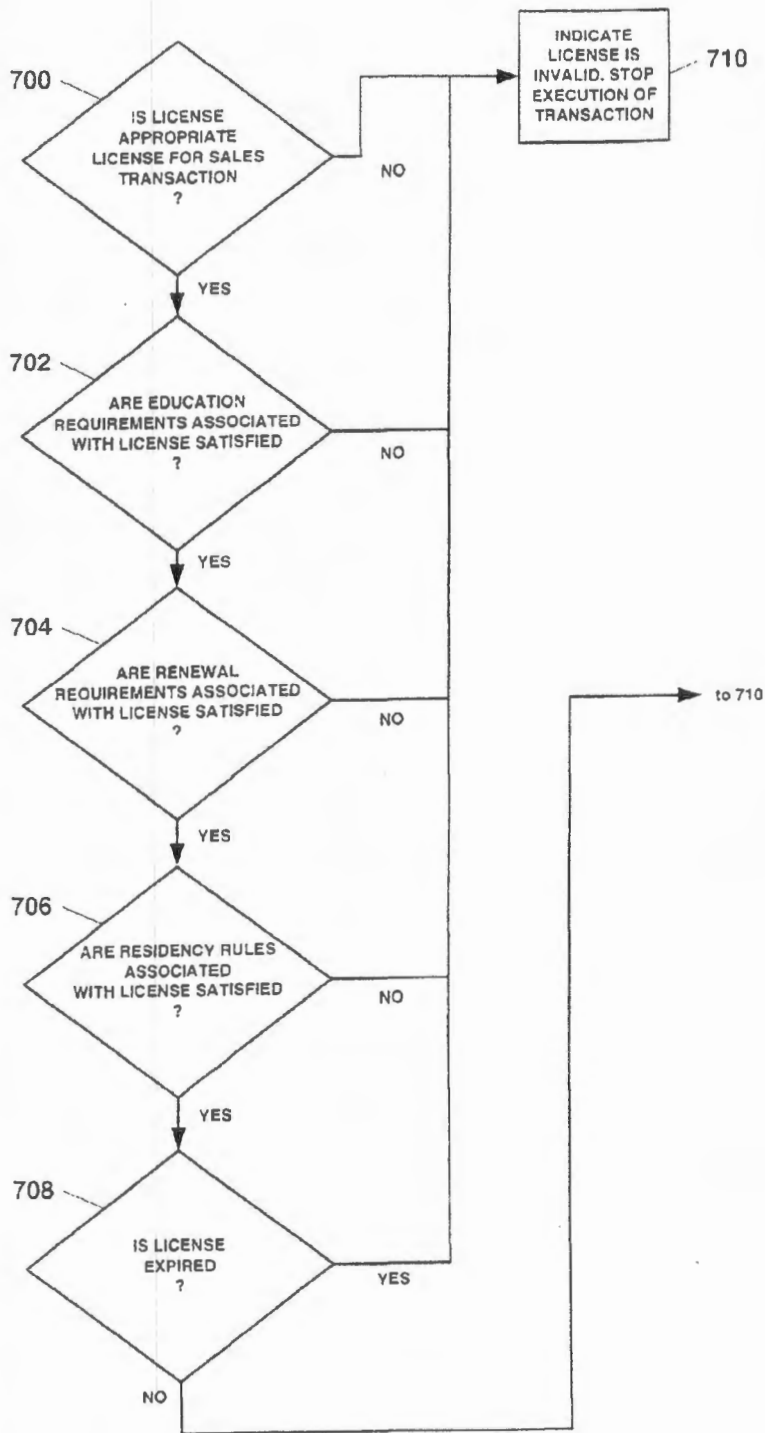 700
IS LICENSE
APPROPRIATE
LICENSE FOR SALES
TRANSACTION
?
NO
INDICATE
LICENSE IS
INVALID. STOP
EXECUTION OF
TRANSACTION
710
YES
702
ARE EDUCATION
REQUIREMENTS ASSOCIATED
WITH LICENSE SATISFIED
?
NO
YES
704
ARE RENEWAL
REQUIREMENTS ASSOCIATED
WITH LICENSE SATISFIED
?
NO
to 710
YES
706
ARE RESIDENCY RULES
ASSOCIATED
WITH LICENSE SATISFIED
?
NO
YES
708
IS LICENSE
EXPIRED
?
YES
NO